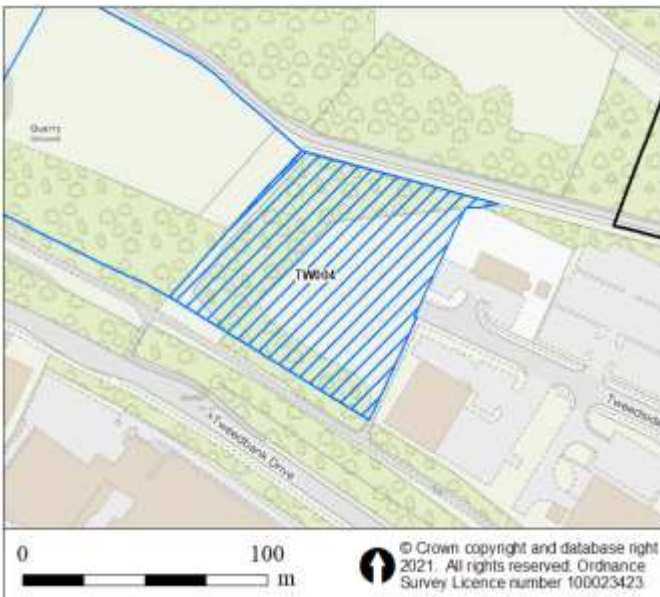 Quarry
TW004
Tweedside
Tweedbank Drive
0 100
m
© Crown copyright and database right
2021. All rights reserved. Ordnance
Survey Licence number 100023423.